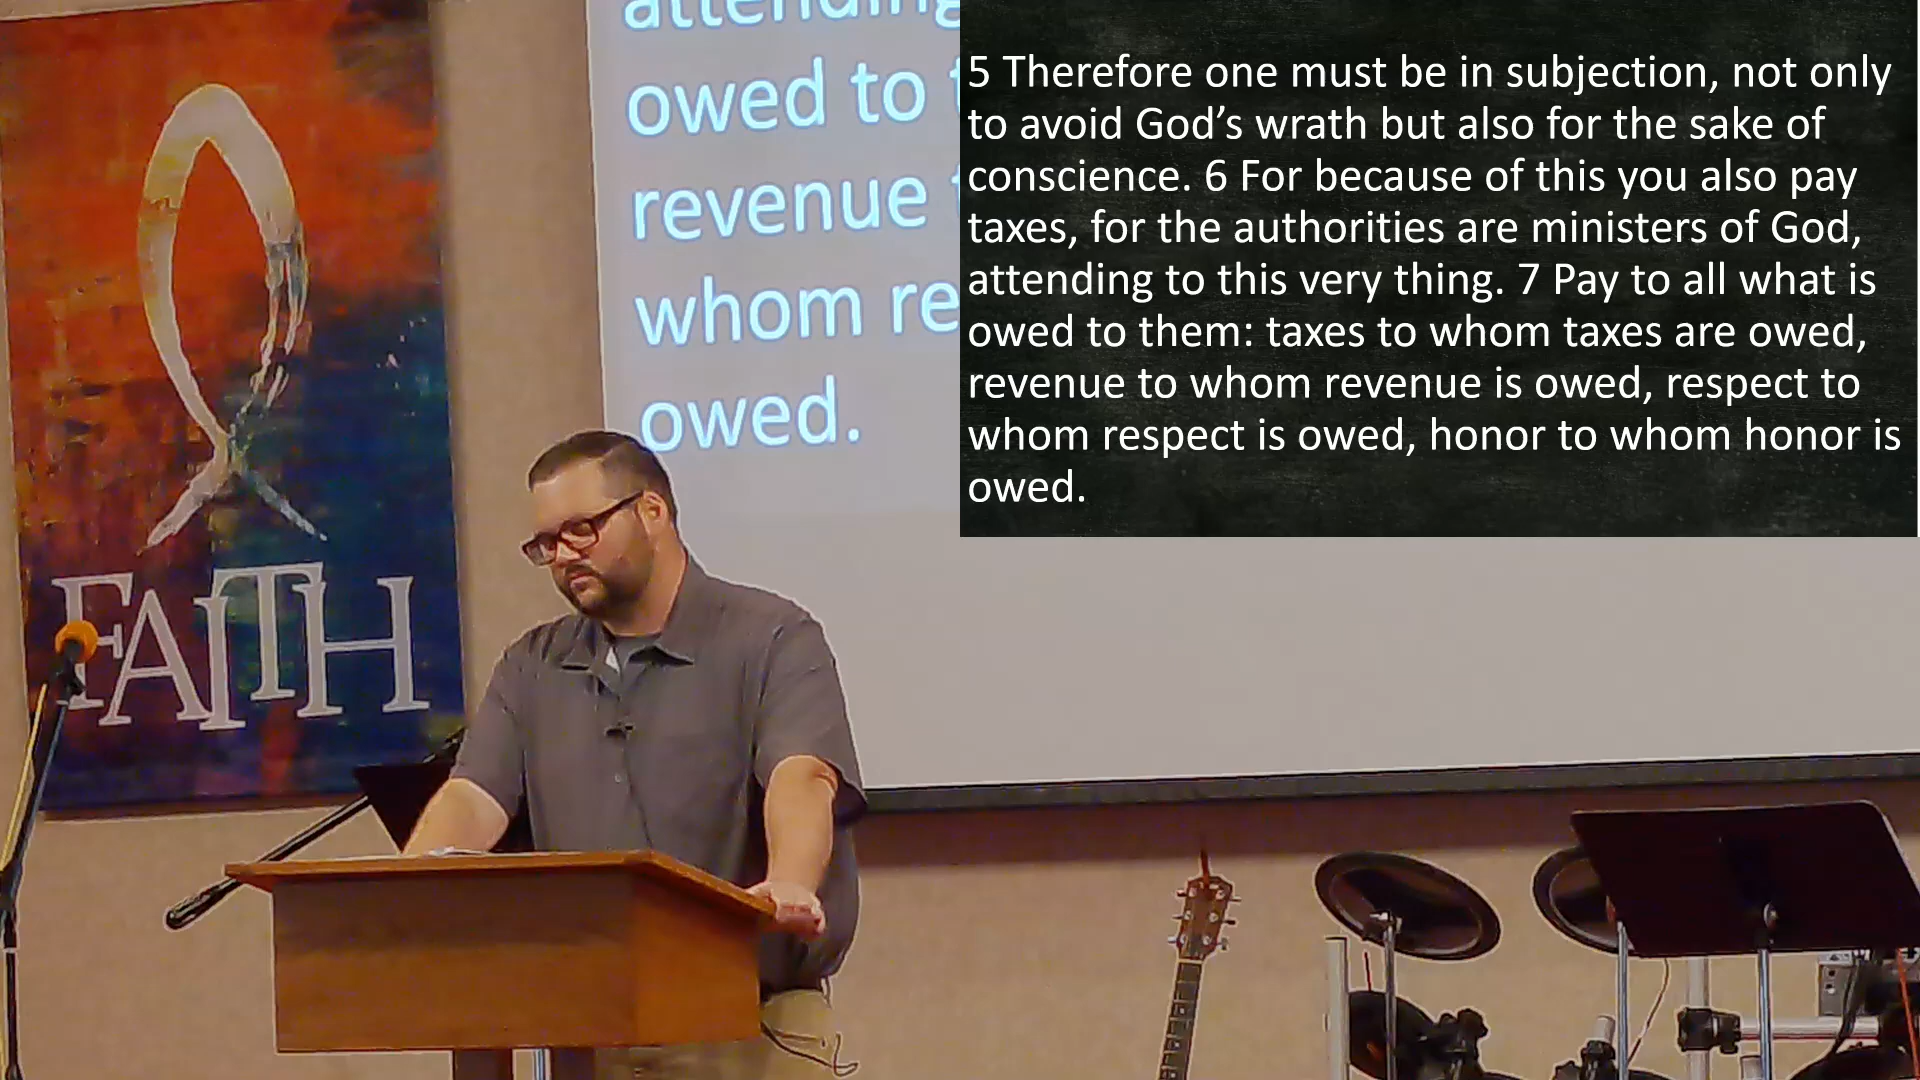 FAITH
attending
owed to
revenue
whom re
owed.
5 Therefore one must be in subjection, not only
to avoid God’s wrath but also for the sake of
conscience. 6 For because of this you also pay
taxes, for the authorities are ministers of God,
attending to this very thing. 7 Pay to all what is
owed to them: taxes to whom taxes are owed,
revenue to whom revenue is owed, respect to
whom respect is owed, honor to whom honor is
owed.